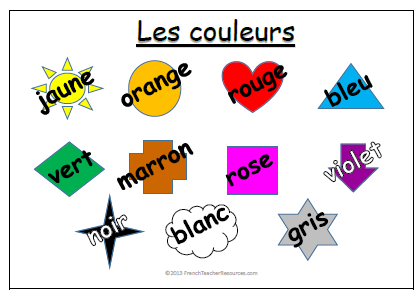 Les couleurs
jaune orange rouge bleu
vert marron rose violet
noir blanc gris
©2013 FrenchTeacherResources.com